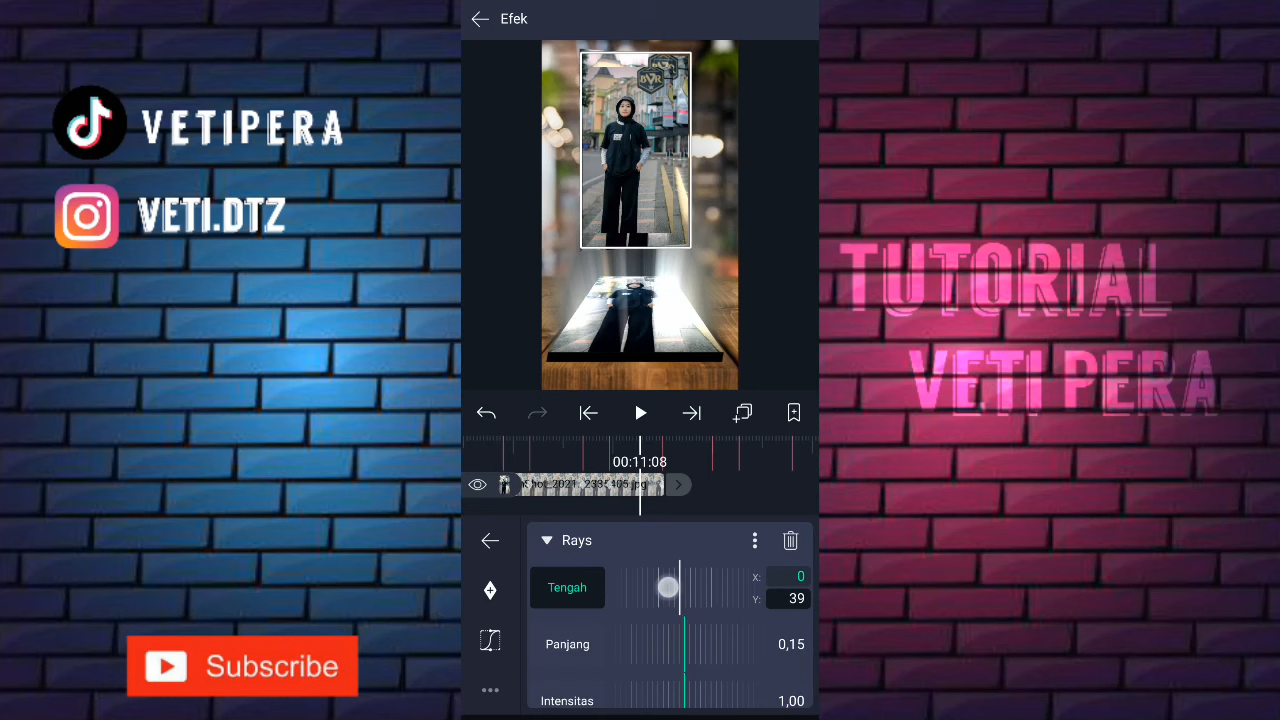 Efek
VETIPERA
VETI.DTZ
BVR
TUTORIAL
VETI PERA
00:11:08
Rays
Tengah
X: 0
Y: 39
Panjang
0,15
Intensitas
1,00
Subscribe